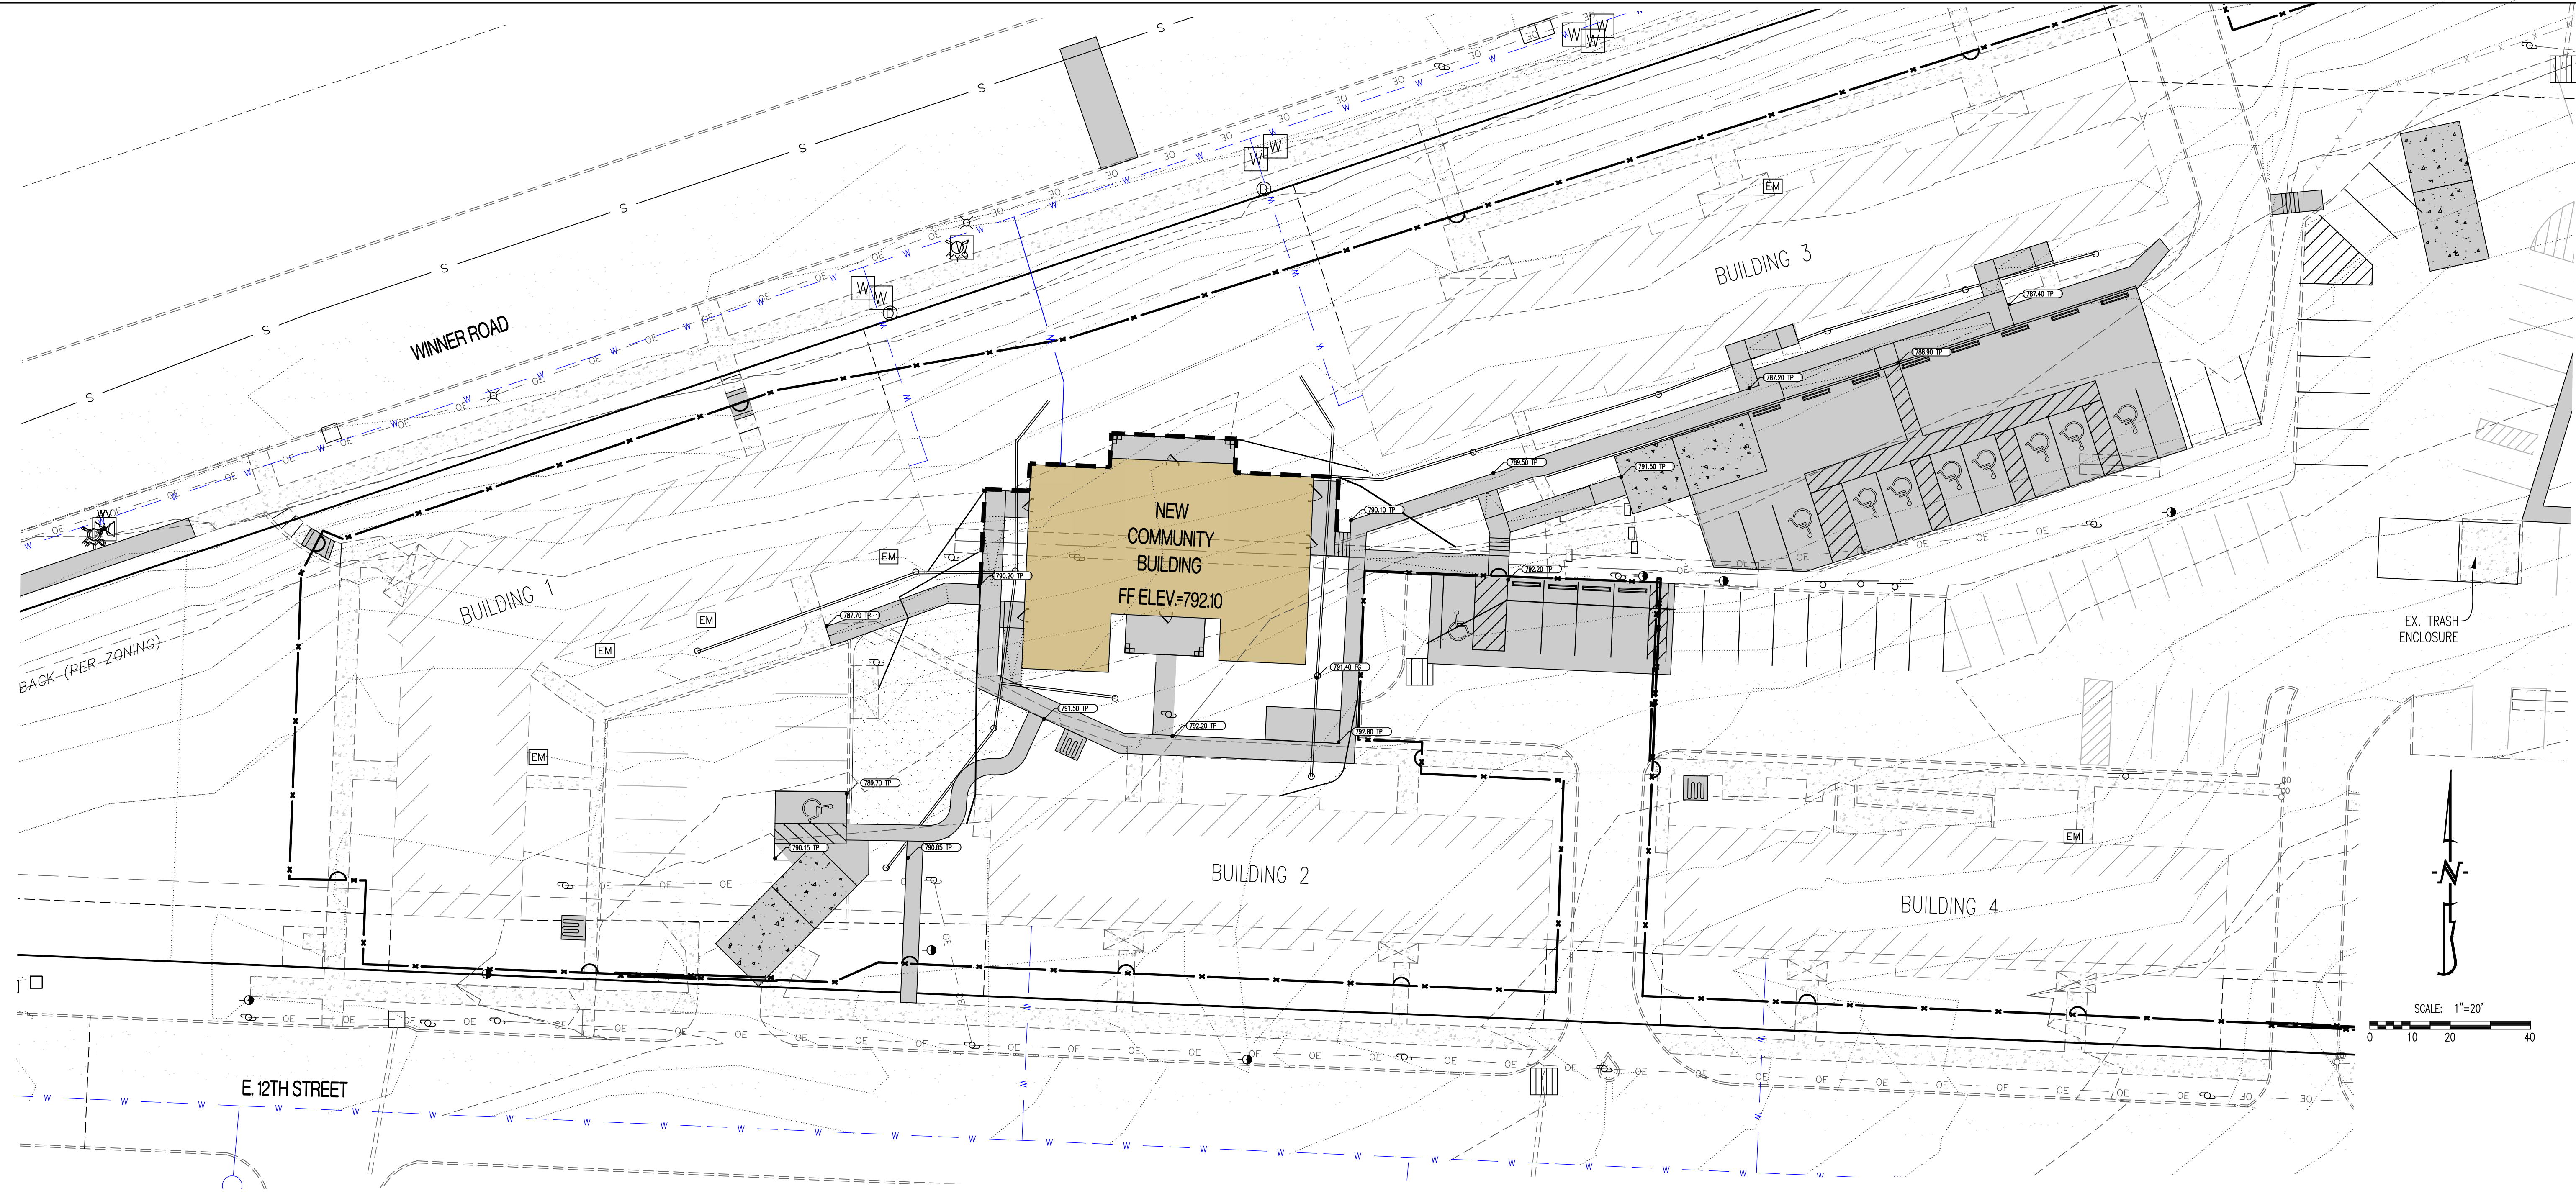 WINNER ROAD
BUILDING 3
787.40 TP
788.90 TP
787.20 TP
789.50 TP
791.50 TP
790.10 TP
NEW
COMMUNITY
BUILDING
FF ELEV.=792.10
790.20 TP
792.20 TP
787.70 TP
BUILDING 1
BACK (PER ZONING)
EX. TRASH
ENCLOSURE
791.40 FG
791.50 TP
792.20 TP
792.80 TP
789.70 TP
790.15 TP
790.85 TP
BUILDING 2
BUILDING 4
EM
EM
EM
EM
EM
EM
WV
N
SCALE: 1"=20'
0 10 20 40
E. 12TH STREET